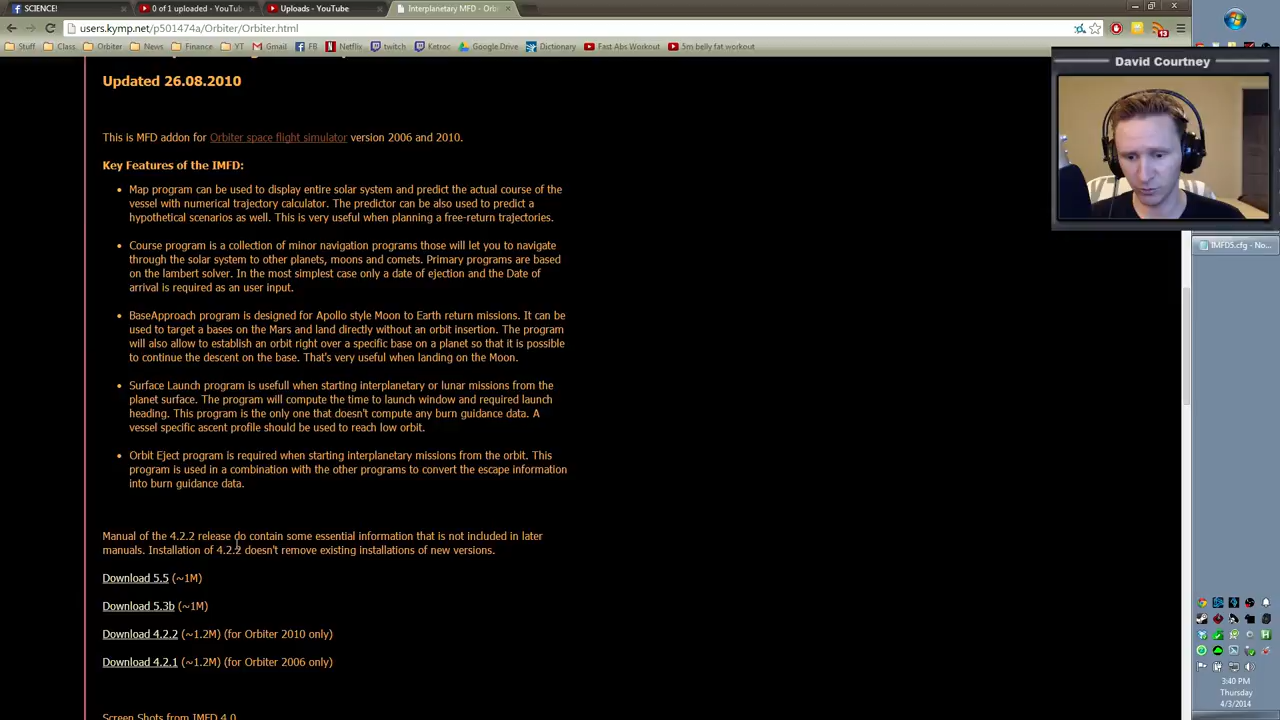 SCIENCE!
0 of 1 uploaded - YouTub
Uploads - YouTube
Interplanetary MFD - Orb
users.kymp.net/p501474a/Orbiter/Orbiter.html
Stuff
Class
Orbiter
News
Finance
YT
Gmail
FB
Netflix
twitch
Ketroc
Google Drive
Dictionary
Fast Abs Workout
5m belly fat workout
David Courtney
Updated 26.08.2010
This is MFD addon for Orbiter space flight simulator version 2006 and 2010.
Key Features of the IMFD:
Map program can be used to display entire solar system and predict the actual course of the
vessel with numerical trajectory calculator. The predictor can be also used to predict a
hypothetical scenarios as well. This is very useful when planning a free-return trajectories.
Course program is a collection of minor navigation programs those will let you to navigate
through the solar system to other planets, moons and comets. Primary programs are based
on the lambert solver. In the most simplest case only a date of ejection and the Date of
arrival is required as an user input.
BaseApproach program is designed for Apollo style Moon to Earth return missions. It can be
used to target a bases on the Mars and land directly without an orbit insertion. The program
will also allow to establish an orbit right over a specific base on a planet so that it is possible
to continue the descent on the base. That's very useful when landing on the Moon.
Surface Launch program is usefull when starting interplanetary or lunar missions from the
planet surface. The program will compute the time to launch window and required launch
heading. This program is the only one that doesn't compute any burn guidance data. A
vessel specific ascent profile should be used to reach low orbit.
Orbit Eject program is required when starting interplanetary missions from the orbit. This
program is used in a combination with the other programs to convert the escape information
into burn guidance data.
Manual of the 4.2.2 release do contain some essential information that is not included in later
manuals. Installation of 4.2.2 doesn't remove existing installations of new versions.
Download 5.5 (~1M)
Download 5.3b (~1M)
Download 4.2.2 (~1.2M) (for Orbiter 2010 only)
Download 4.2.1 (~1.2M) (for Orbiter 2006 only)
Screen Shots from IMFD 4.0
IMFD5.cfg - No...
3:40 PM
Thursday
4/3/2014